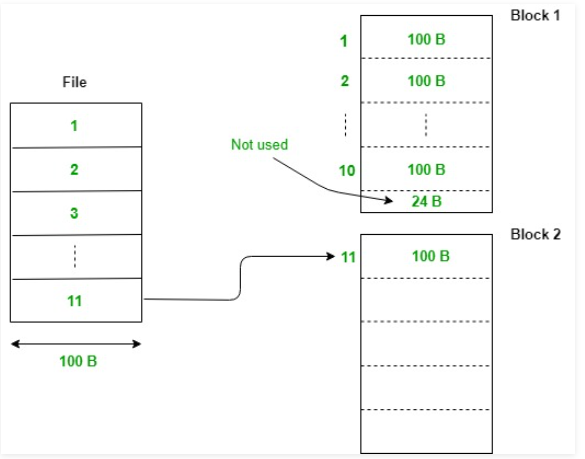 File
1
2
3
11
100 B
Not used
Block 1
1 100 B
2 100 B
10 100 B
24 B
Block 2
11 100 B